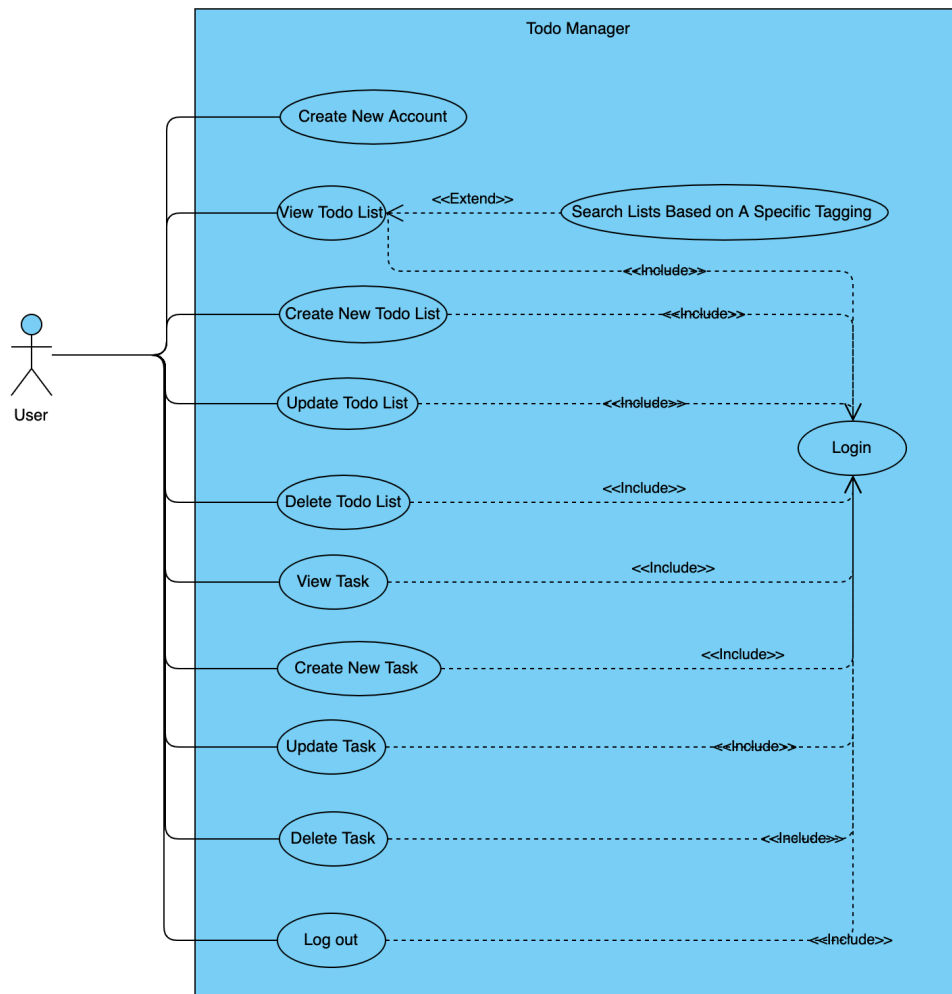 Todo Manager
Create New Account
View Todo List
<<Extend>>
Search Lists Based on A Specific Tagging
<<Include>>
Create New Todo List
<<Include>>
User
Update Todo List
<<Include>>
Login
Delete Todo List
<<Include>>
View Task
<<Include>>
Create New Task
<<Include>>
Update Task
<<Include>>
Delete Task
<<Include>>
Log out
<<Include>>